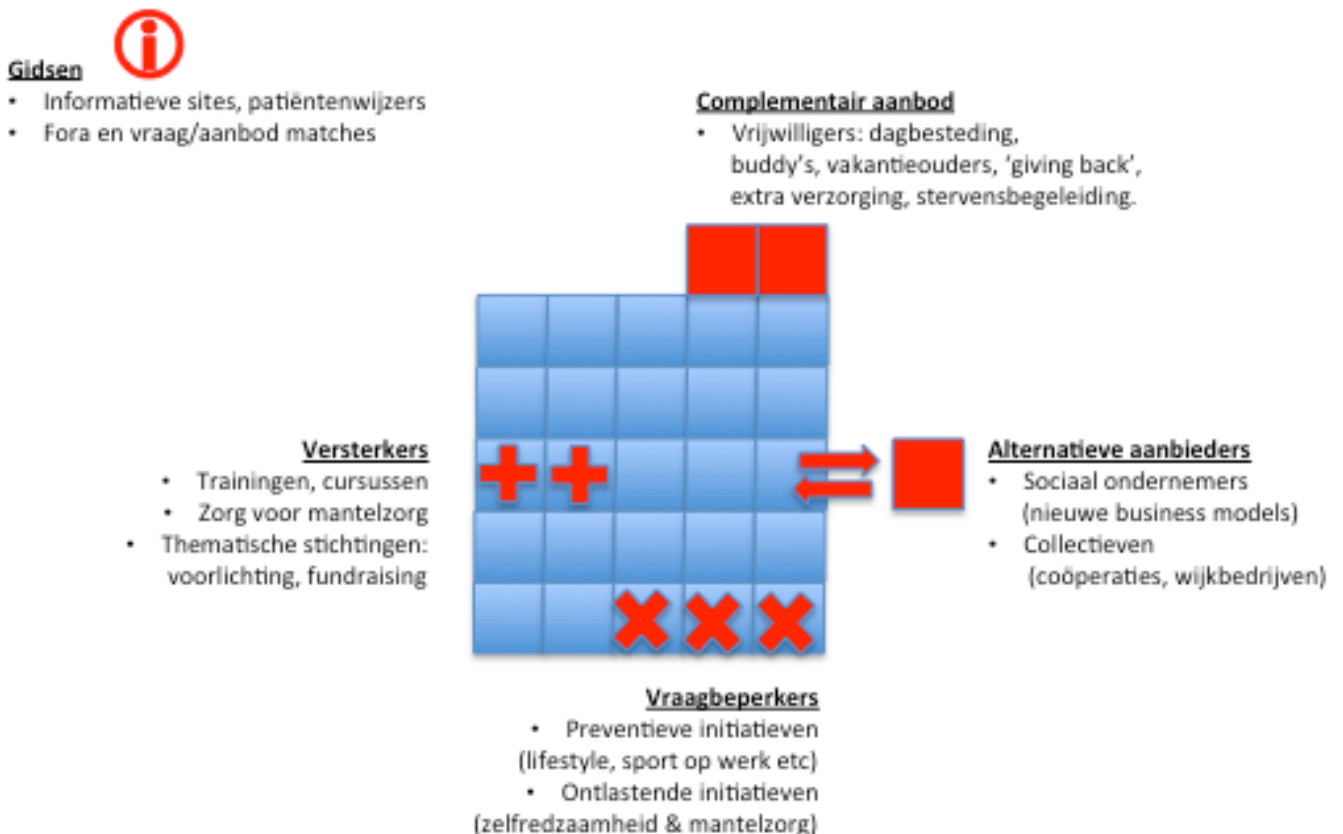 Gidsen
• Informatieve sites, patiëntenwijzers
• Fora en vraag/aanbod matches
Complementair aanbod
• Vrijwilligers: dagbesteding,
buddy's, vakantieouders, 'giving back',
extra verzorging, stervensbegeleiding.
Versterkers
• Trainingen, cursussen
• Zorg voor mantelzorg
• Thematische stichtingen:
voorlichting, fundraising
Alternatieve aanbieders
• Sociaal ondernemers
(nieuwe business models)
• Collectieven
(coöperaties, wijkbedrijven)
Vraagbeperkers
• Preventieve initiatieven
(lifestyle, sport op werk etc)
• Ontlastende initiatieven
(zelfredzaamheid & mantelzorg)